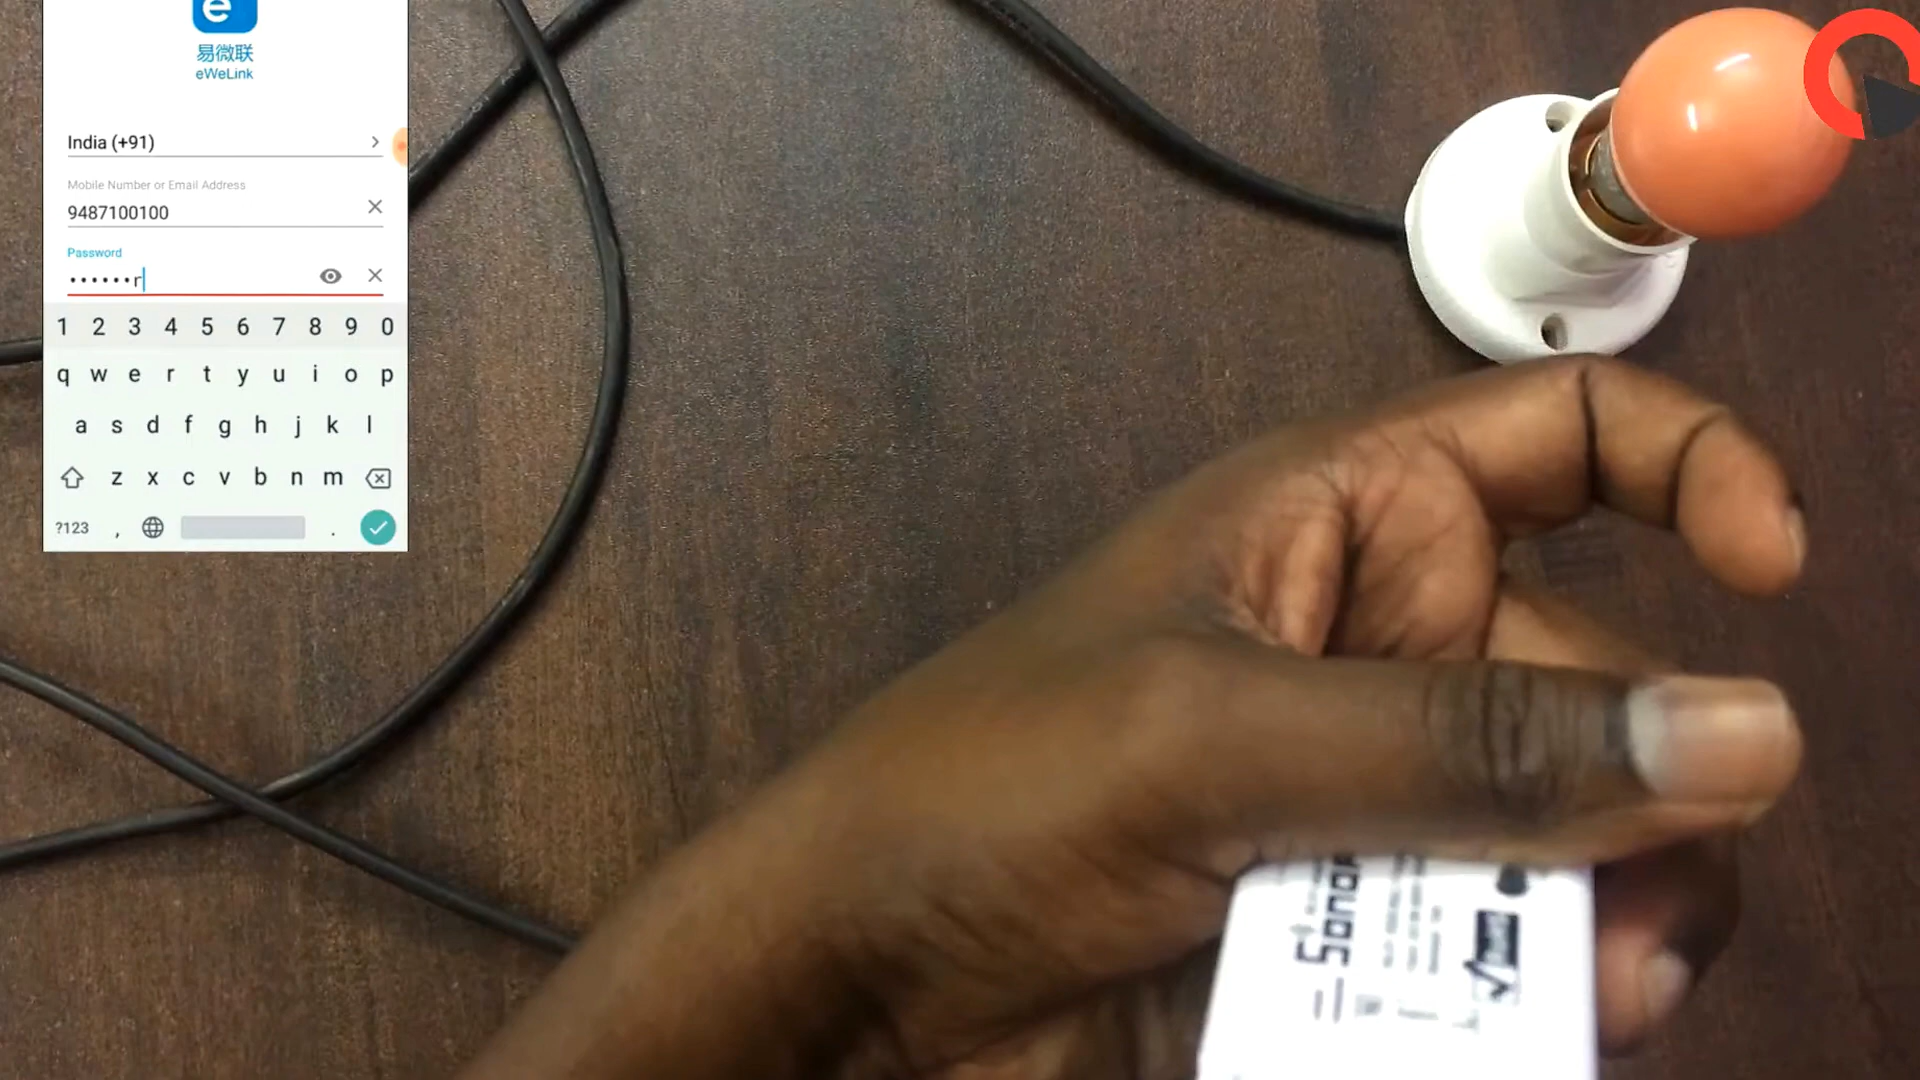 e
易微联
eWeLink
India (+91)
Mobile Number or Email Address
9487100100
Password
••••••r
1 2 3 4 5 6 7 8 9 0
q w e r t y u i o p
a s d f g h j k l
z x c v b n m
?123 , .